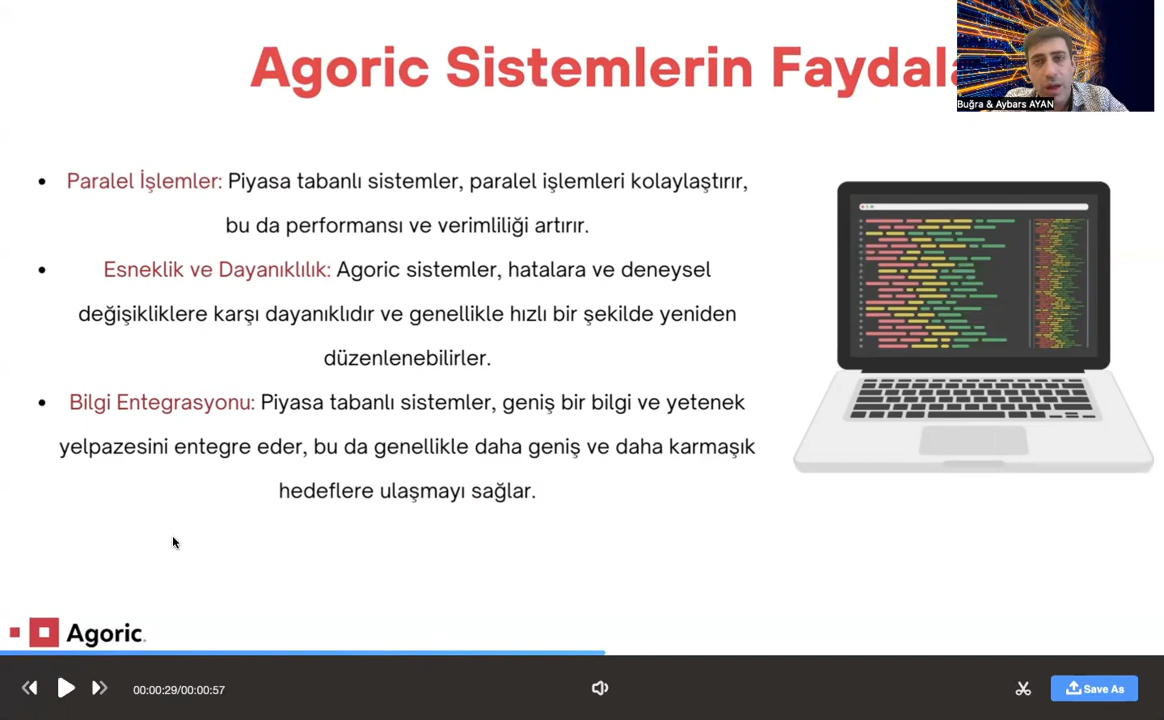 Agoric Sistemlerin Faydala
Buğra & Aybars AYAN
• Paralel İşlemler: Piyasa tabanlı sistemler, paralel işlemleri kolaylaştırır,
bu da performansı ve verimliliği artırır.
• Esneklik ve Dayanıklılık: Agoric sistemler, hatalara ve deneysel
değişikliklere karşı dayanıklıdır ve genellikle hızlı bir şekilde yeniden
düzenlenebilirler.
• Bilgi Entegrasyonu: Piyasa tabanlı sistemler, geniş bir bilgi ve yetenek
yelpazesini entegre eder, bu da genellikle daha geniş ve daha karmaşık
hedeflere ulaşmayı sağlar.
Agoric.
00:00:29/00:00:57
Save As